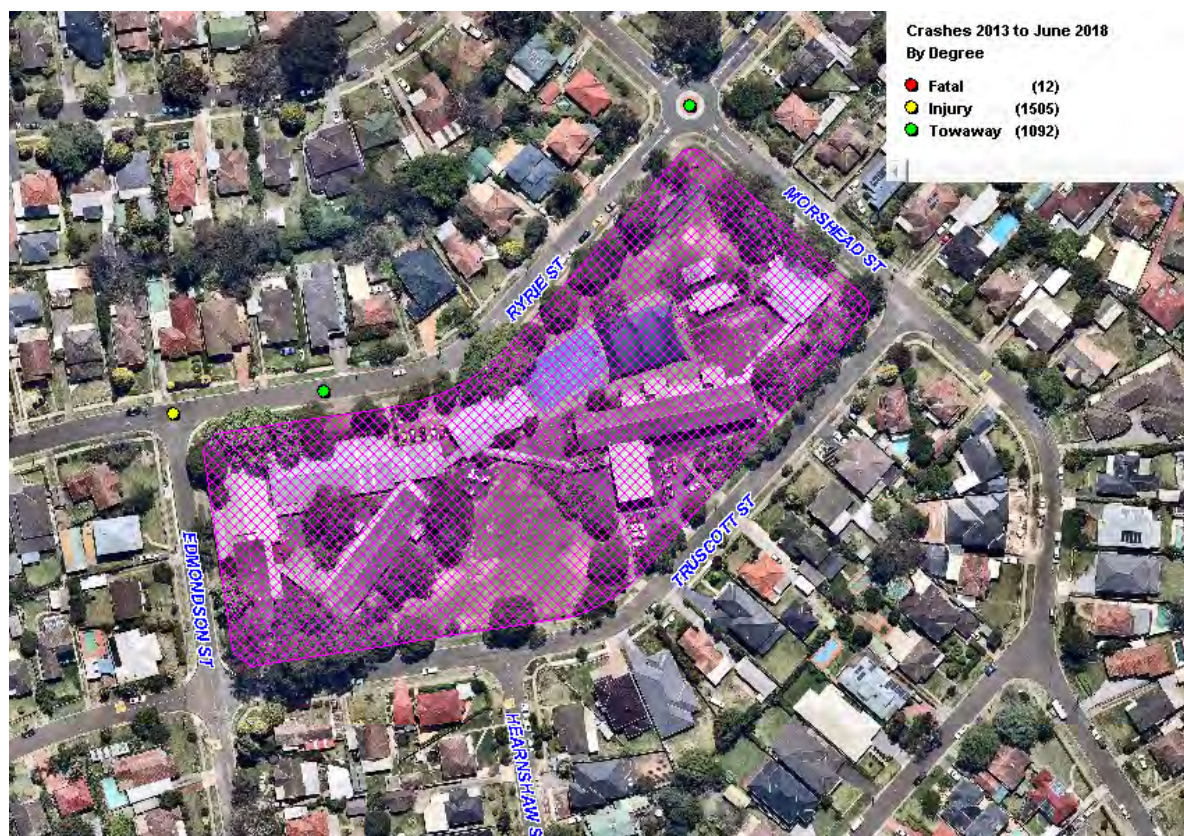 Crashes 2013 to June 2018
By Degree
Fatal (12)
Injury (1505)
Towaway (1092)
MORSHEAD ST
RYRIE ST
EDMONDSON ST
TRUSCOTT ST
HEARNSHAW S